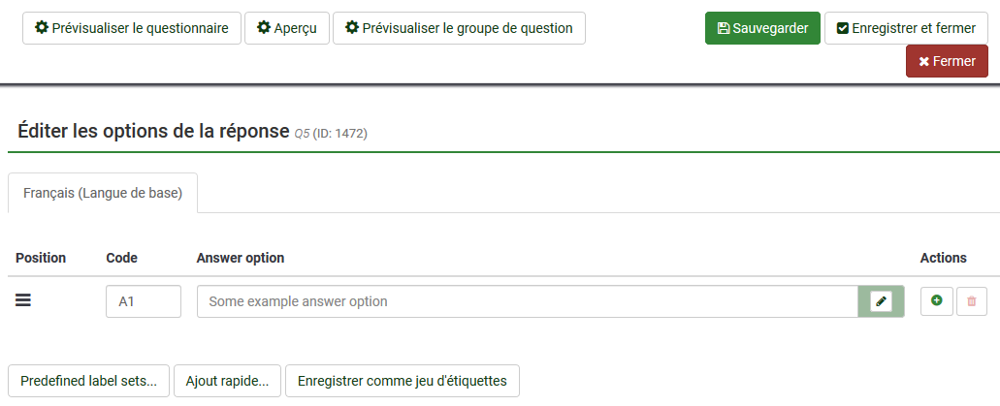 Prévisualiser le questionnaire Aperçu Prévisualiser le groupe de question Sauvegarder Enregistrer et fermer
Fermer
Éditer les options de la réponse Q5 (ID: 1472)
Français (Langue de base)
Position Code Answer option Actions
A1 Some example answer option
Predefined label sets... Ajout rapide... Enregistrer comme jeu d'étiquettes